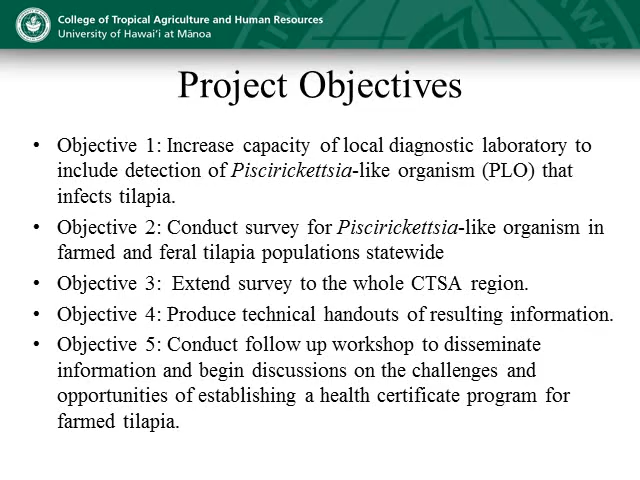 College of Tropical Agriculture and Human Resources
University of Hawai‘i at Mānoa
Project Objectives
• Objective 1: Increase capacity of local diagnostic laboratory to
include detection of Piscirickettsia-like organism (PLO) that
infects tilapia.
• Objective 2: Conduct survey for Piscirickettsia-like organism in
farmed and feral tilapia populations statewide
• Objective 3: Extend survey to the whole CTSA region.
• Objective 4: Produce technical handouts of resulting information.
• Objective 5: Conduct follow up workshop to disseminate
information and begin discussions on the challenges and
opportunities of establishing a health certificate program for
farmed tilapia.